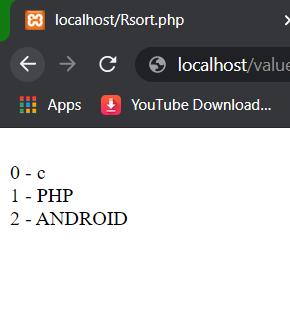 localhost/Rsort.php
localhost/value
Apps
YouTube Download...
0 - c
1 - PHP
2 - ANDROID